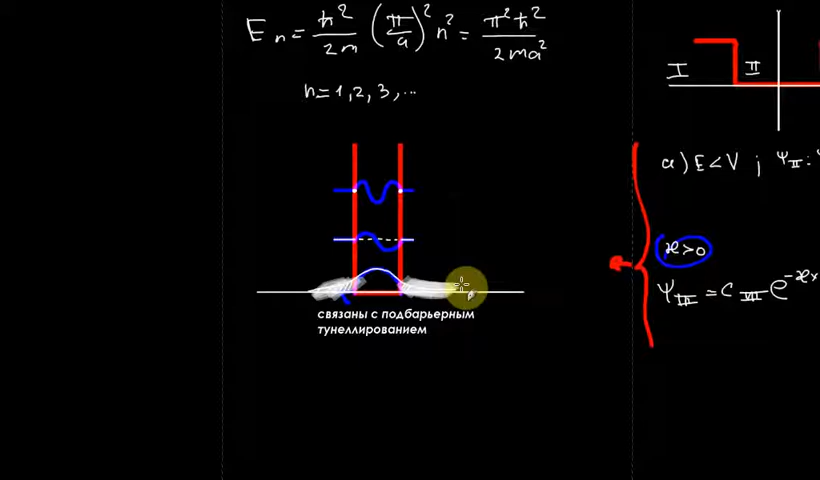 Eₙ = ħ²/2m (π/a)² n² = π²ħ²/2ma²
n=1,2,3,...
I II
a) E<V ; Ψ_II :
ϰ>0
Ψ_III = C_III e^-ϰx
связаны с подбарьерным
тунеллированием